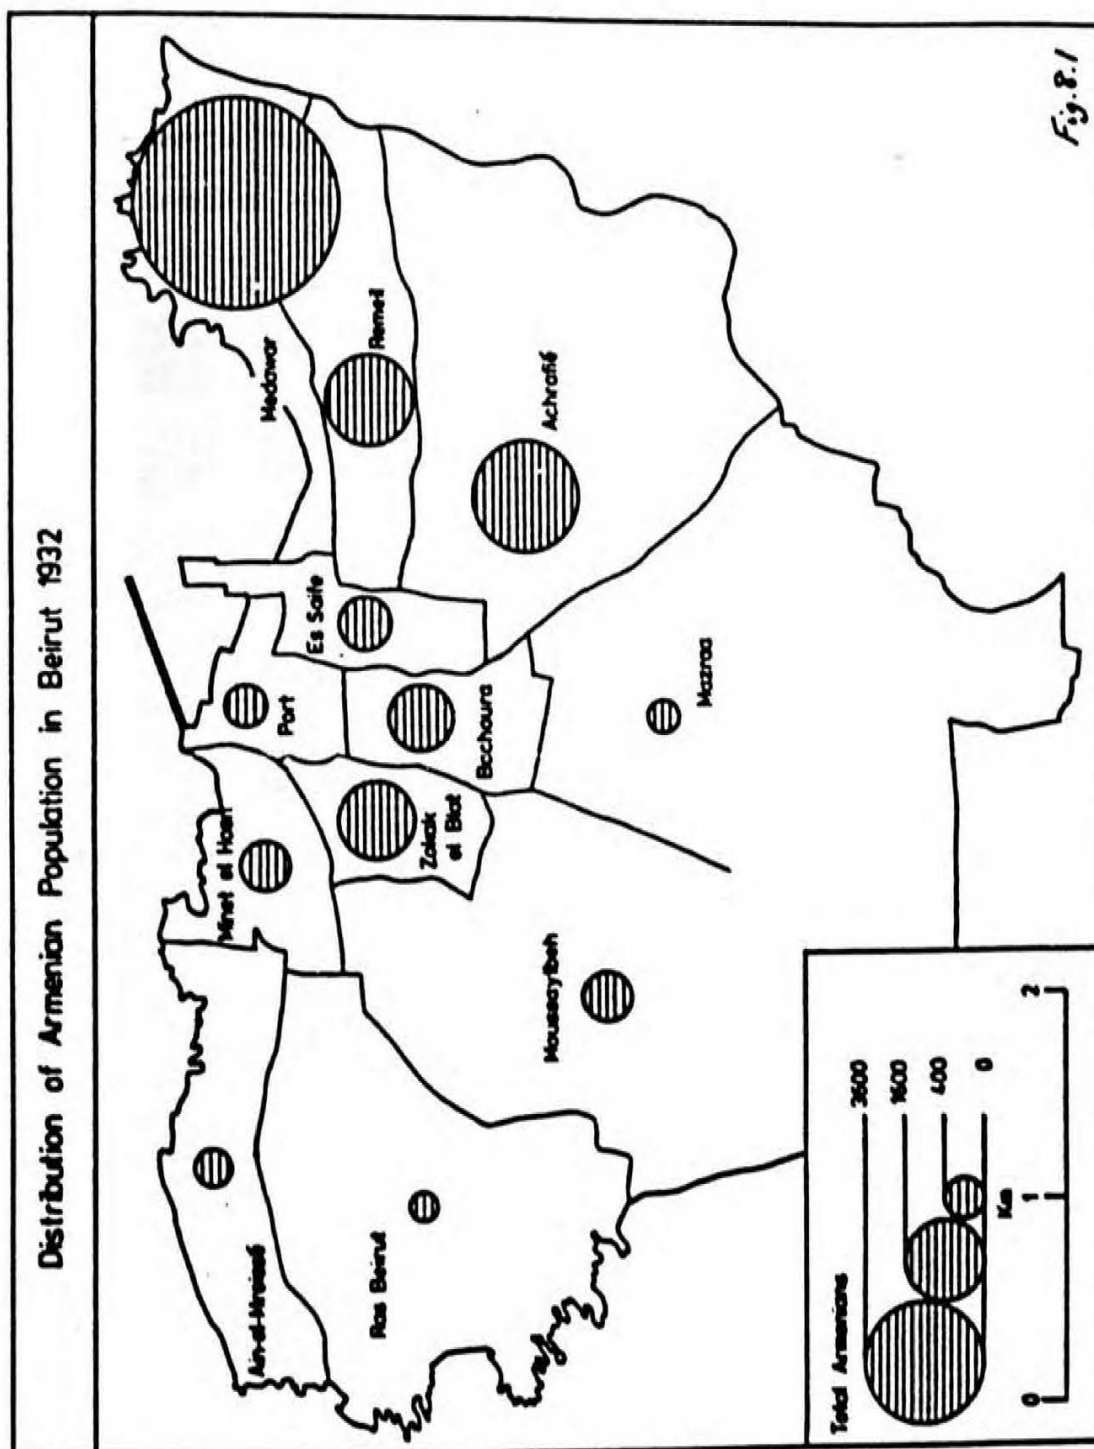 Distribution of Armenian Population in Beirut 1932
Medawar
Remeil
Achrafié
Es Saife
Port
Bachoura
Mazraa
Minet el Hosn
Zokak
el Blat
Moussaytbeh
Ain-el-Mreissé
Ras Beirut
Total Armenians
3600
1600
400
0
0
1
2
Km
Fig. 8.1